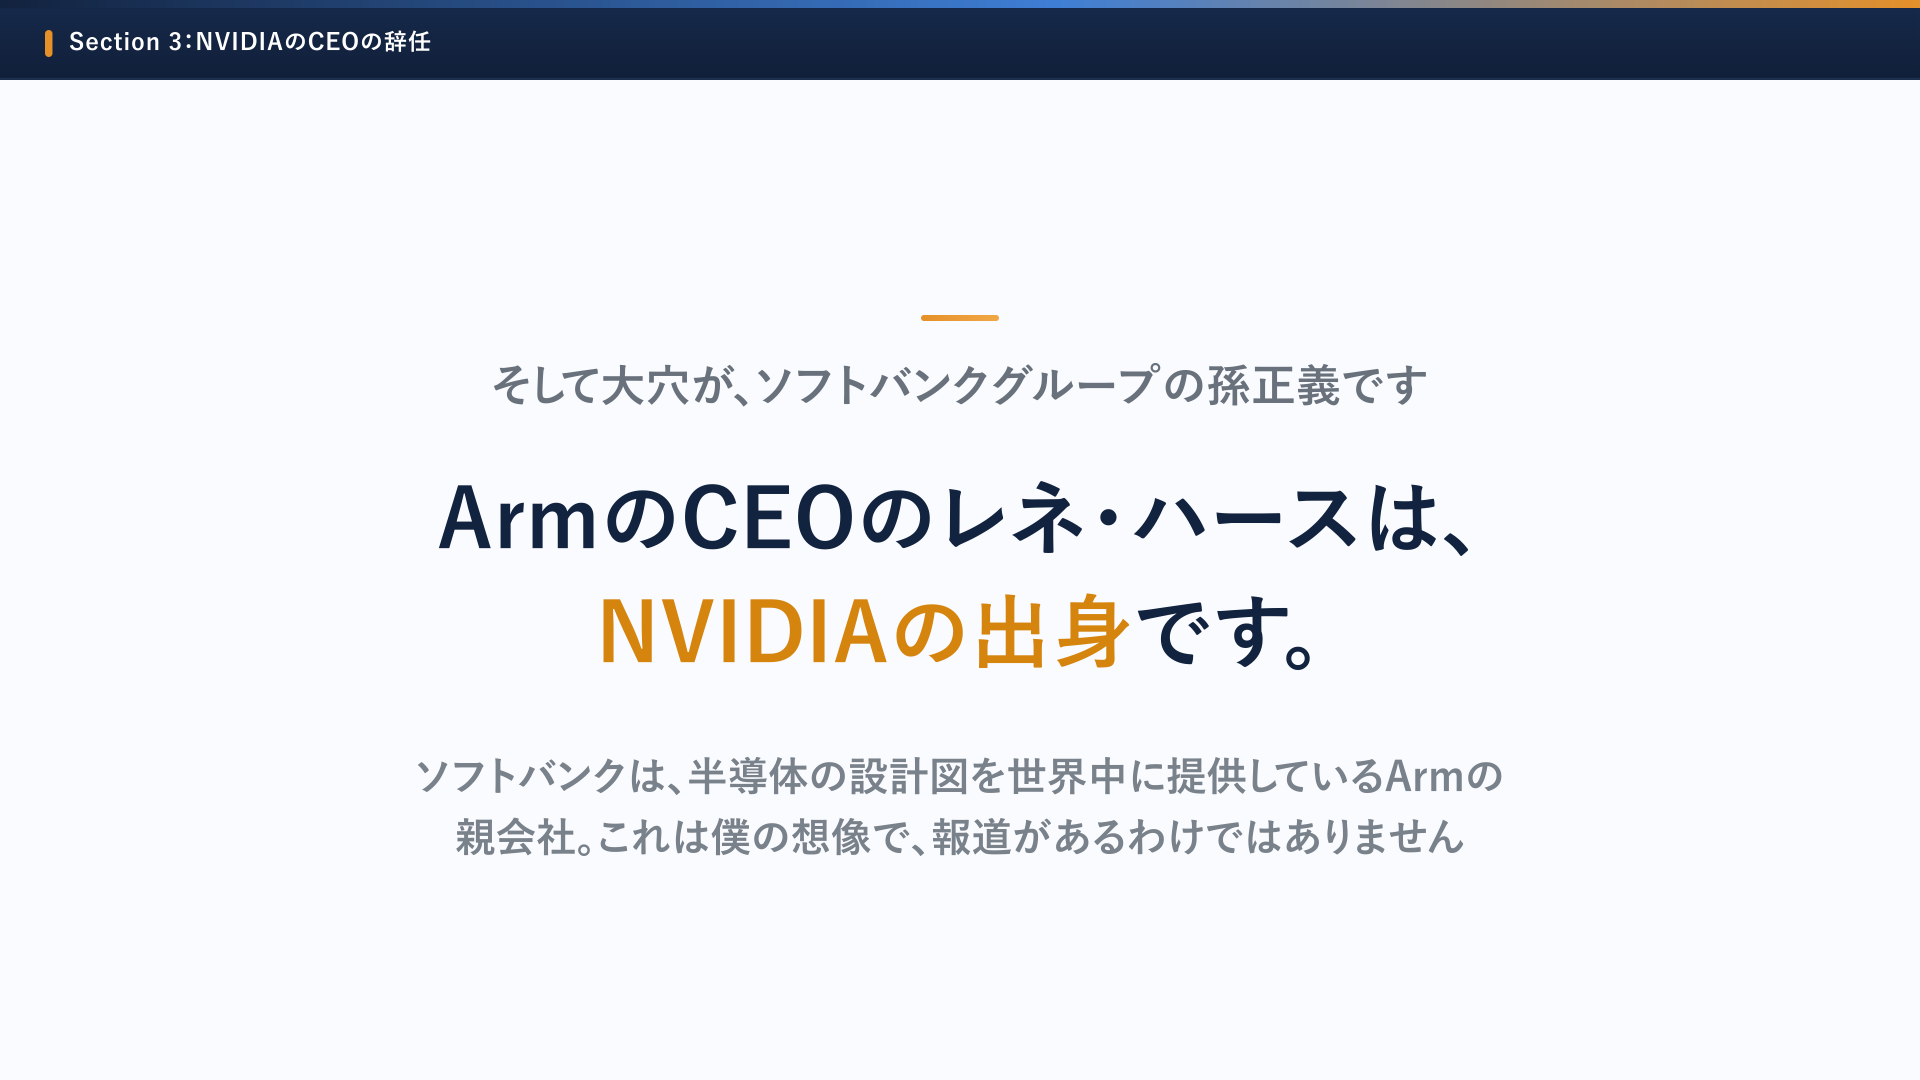 Section 3：NVIDIAのCEOの辞任
そして大穴が、ソフトバンクグループの孫正義です
ArmのCEOのレネ・ハースは、
NVIDIAの出身です。
ソフトバンクは、半導体の設計図を世界中に提供しているArmの
親会社。これは僕の想像で、報道があるわけではありません